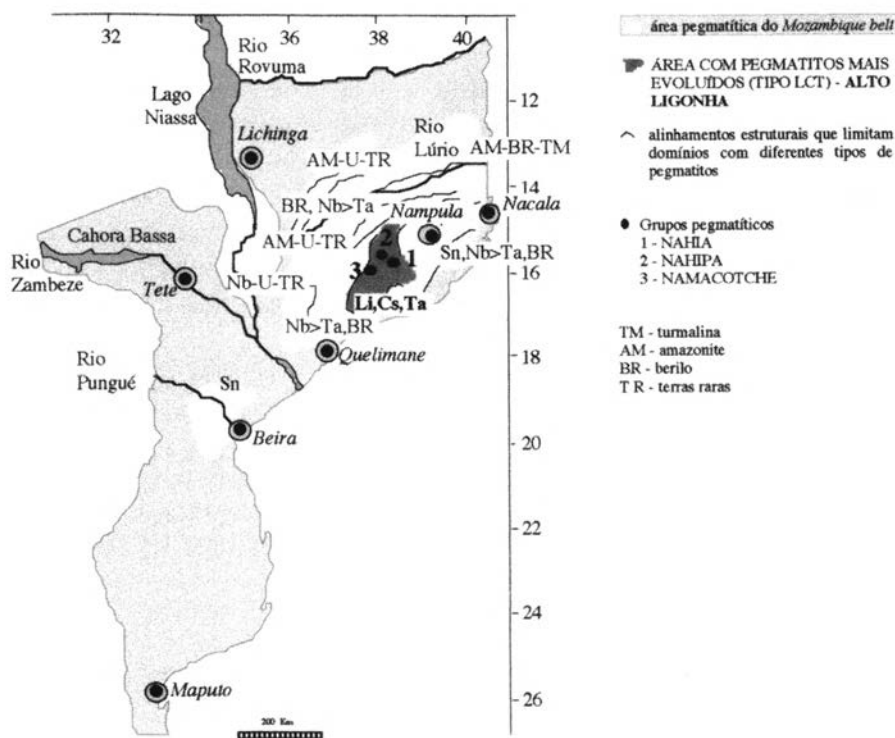 32
36
38
40
Rio
Rovuma
Lago
Niassa
12
Lichinga
Rio
Lúrio
AM-BR-TM
AM-U-TR
14
BR, Nb>Ta
Nampula
Nacala
Cahora Bassa
AM-U-TR
2
Sn,Nb>Ta,BR
1
Rio
Zambeze
3
16
Tete
Nb-U-TR
Li,Cs,Ta
Nb>Ta,BR
Quelimane
18
Rio
Pungué
Sn
Beira
20
22
24
Maputo
26
200 Km
área pegmatítica do Mozambique belt
ÁREA COM PEGMATITOS MAIS
EVOLUÍDOS (TIPO LCT) - ALTO
LIGONHA
alinhamentos estruturais que limitam
domínios com diferentes tipos de
pegmatitos
Grupos pegmatíticos
1 - NAHIA
2 - NAHIPA
3 - NAMACOTCHE
TM - turmalina
AM - amazonite
BR - berilo
T R - terras raras